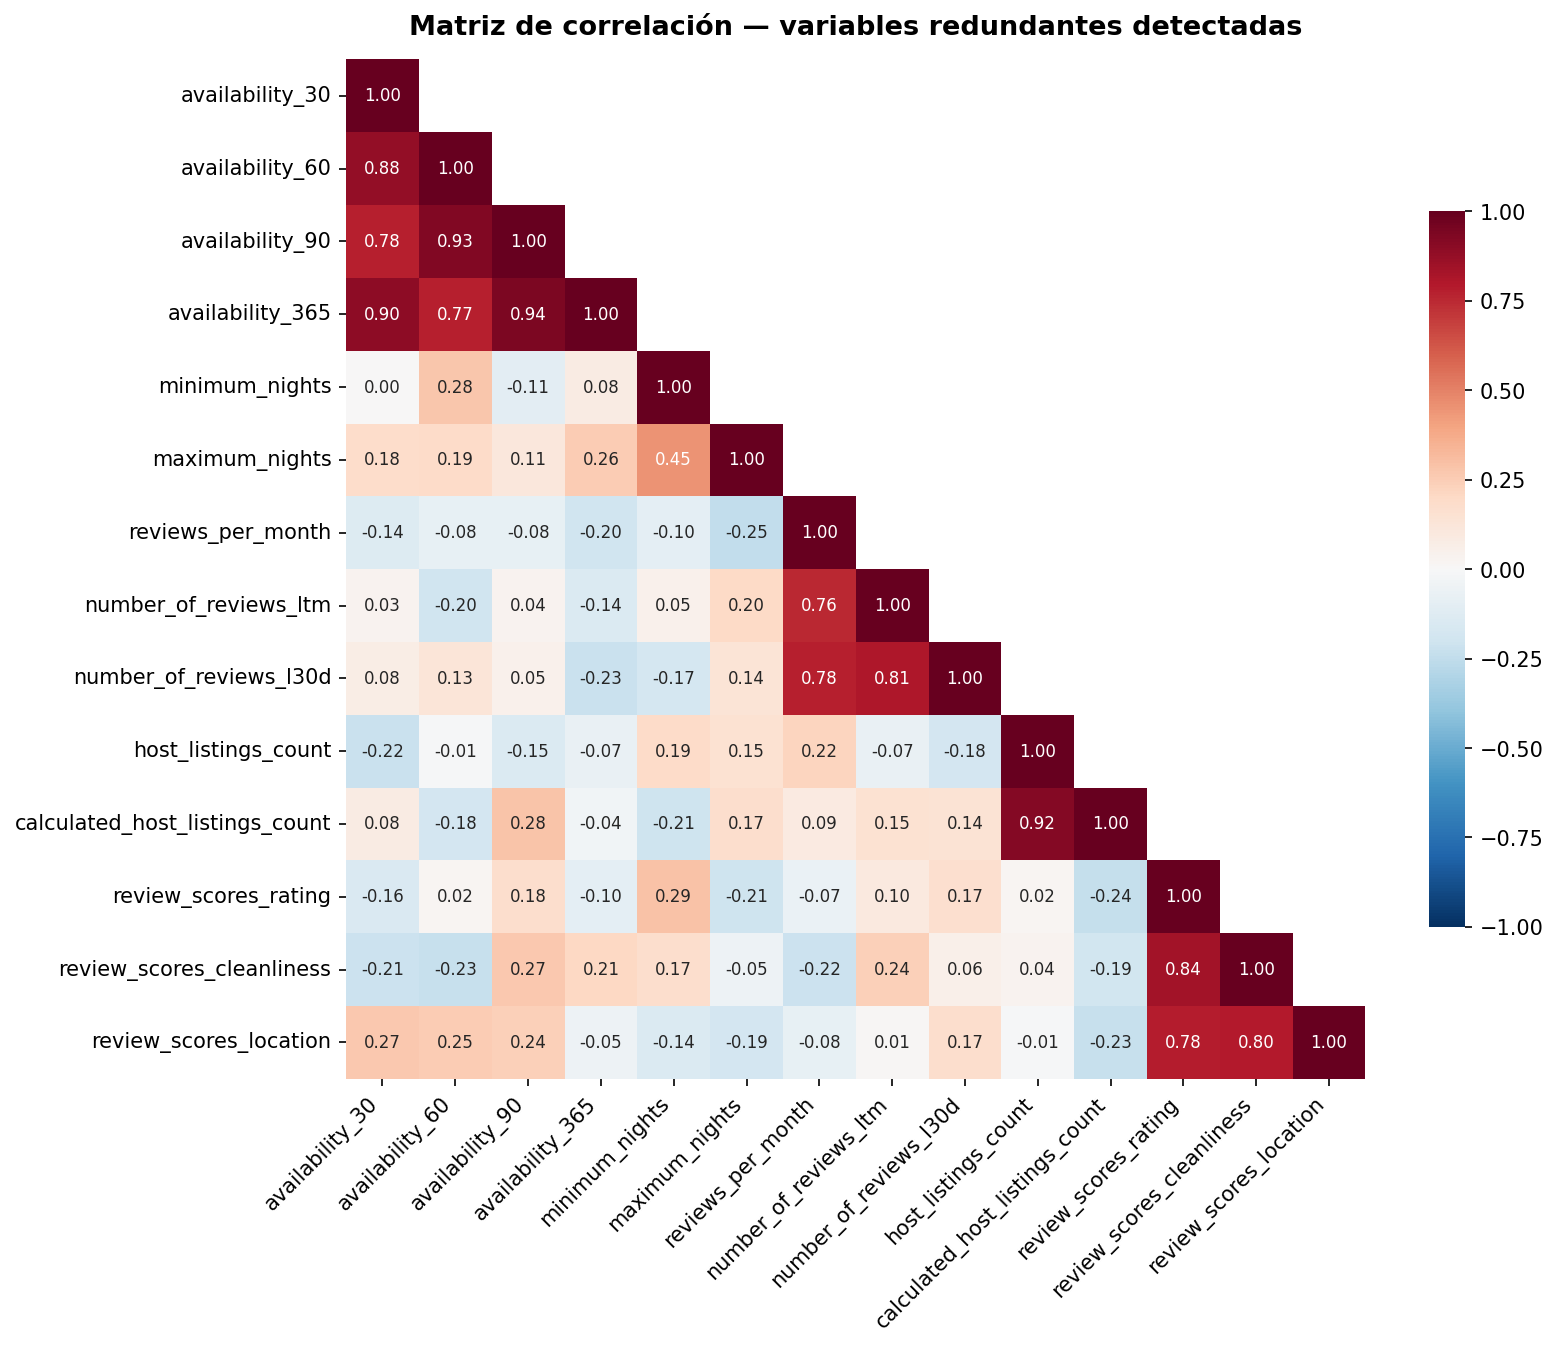 Matriz de correlación — variables redundantes detectadas
availability_30 1.00
availability_60 0.88 1.00
availability_90 0.78 0.93 1.00
availability_365 0.90 0.77 0.94 1.00
minimum_nights 0.00 0.28 -0.11 0.08 1.00
maximum_nights 0.18 0.19 0.11 0.26 0.45 1.00
reviews_per_month -0.14 -0.08 -0.08 -0.20 -0.10 -0.25 1.00
number_of_reviews_ltm 0.03 -0.20 0.04 -0.14 0.05 0.20 0.76 1.00
number_of_reviews_l30d 0.08 0.13 0.05 -0.23 -0.17 0.14 0.78 0.81 1.00
host_listings_count -0.22 -0.01 -0.15 -0.07 0.19 0.15 0.22 -0.07 -0.18 1.00
calculated_host_listings_count 0.08 -0.18 0.28 -0.04 -0.21 0.17 0.09 0.15 0.14 0.92 1.00
review_scores_rating -0.16 0.02 0.18 -0.10 0.29 -0.21 -0.07 0.10 0.17 0.02 -0.24 1.00
review_scores_cleanliness -0.21 -0.23 0.27 0.21 0.17 -0.05 -0.22 0.24 0.06 0.04 -0.19 0.84 1.00
review_scores_location 0.27 0.25 0.24 -0.05 -0.14 -0.19 -0.08 0.01 0.17 -0.01 -0.23 0.78 0.80 1.00
availability_30
availability_60
availability_90
availability_365
minimum_nights
maximum_nights
reviews_per_month
number_of_reviews_ltm
number_of_reviews_l30d
host_listings_count
calculated_host_listings_count
review_scores_rating
review_scores_cleanliness
review_scores_location
1.00
0.75
0.50
0.25
0.00
−0.25
−0.50
−0.75
−1.00